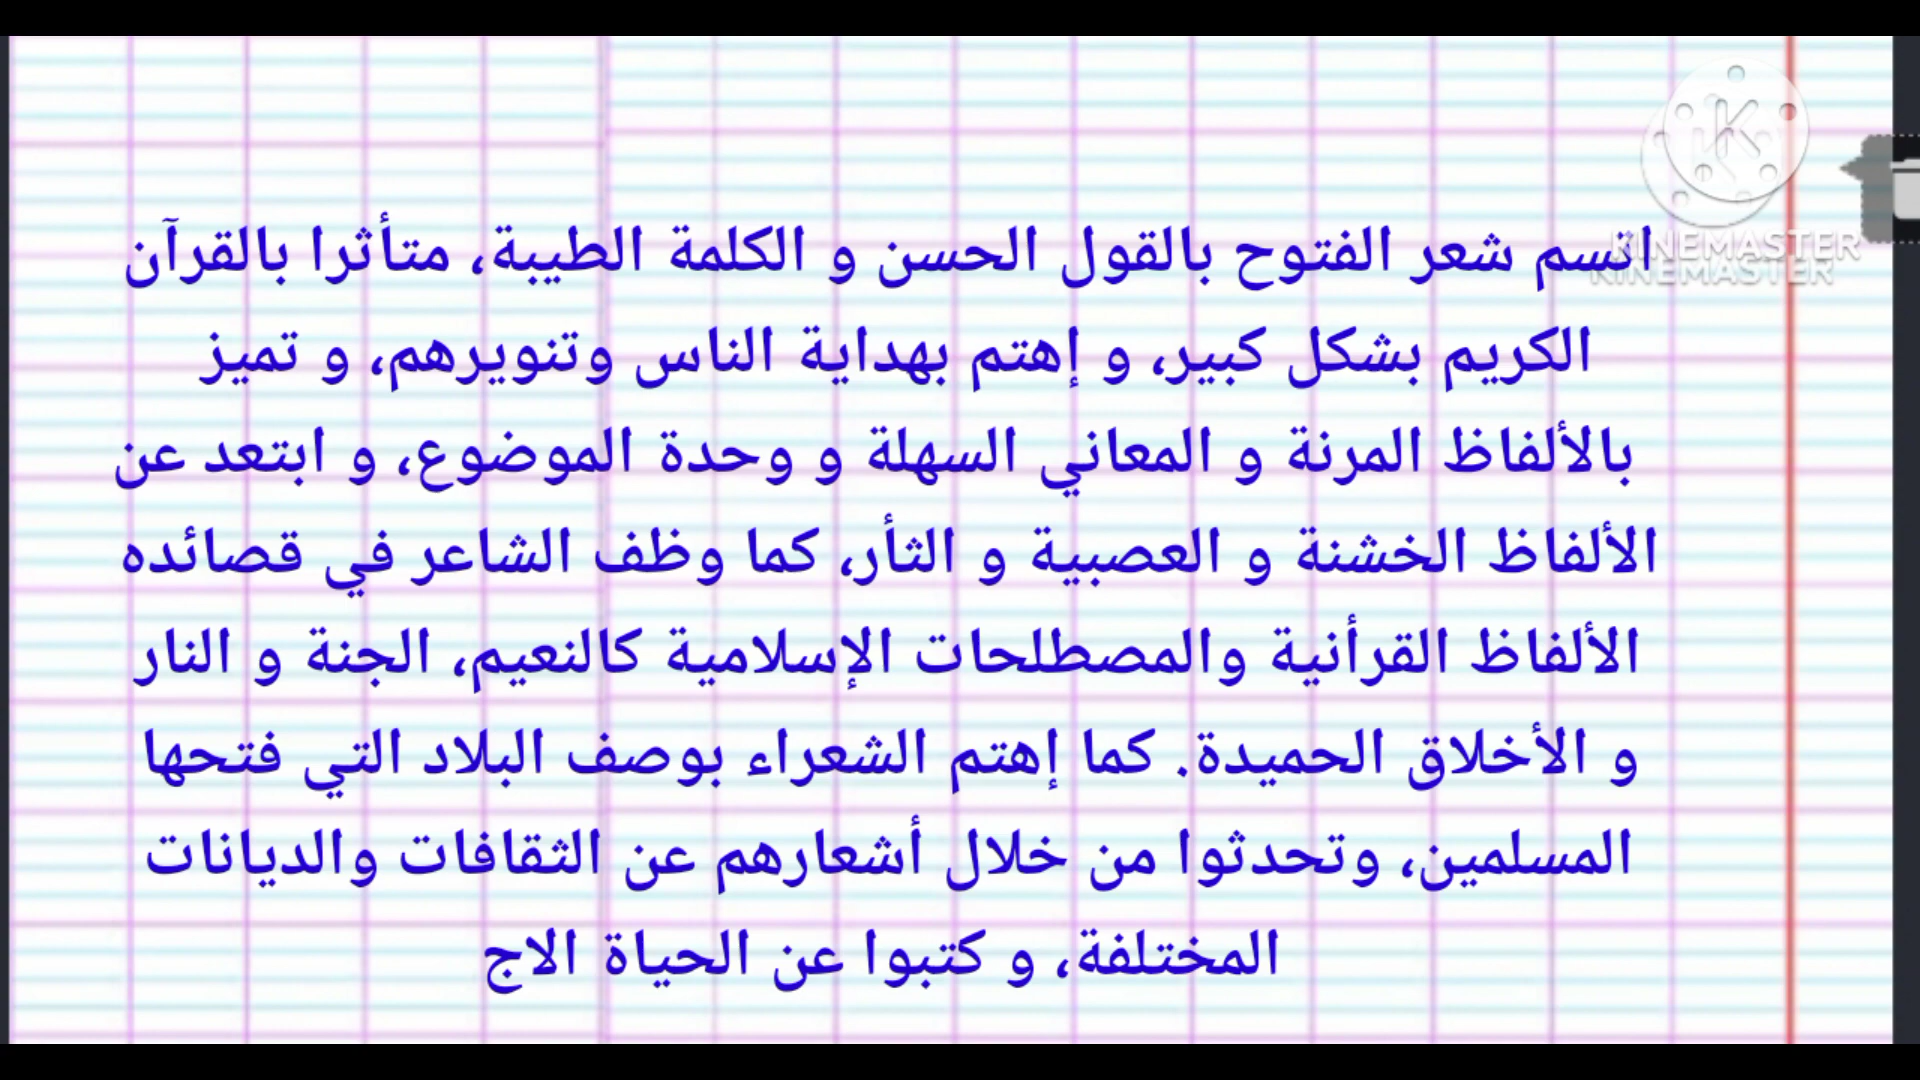 KINEMASTER
KINEMASTER
اتسم شعر الفتوح بالقول الحسن و الكلمة الطيبة، متأثرا بالقرآن
الكريم بشكل كبير، و إهتم بهداية الناس وتنويرهم، و تميز
بالألفاظ المرنة و المعاني السهلة و وحدة الموضوع، و ابتعد عن
الألفاظ الخشنة و العصبية و الثأر، كما وظف الشاعر في قصائده
الألفاظ القرأنية والمصطلحات الإسلامية كالنعيم، الجنة و النار
و الأخلاق الحميدة. كما إهتم الشعراء بوصف البلاد التي فتحها
المسلمين، وتحدثوا من خلال أشعارهم عن الثقافات والديانات
المختلفة، و كتبوا عن الحياة الاج